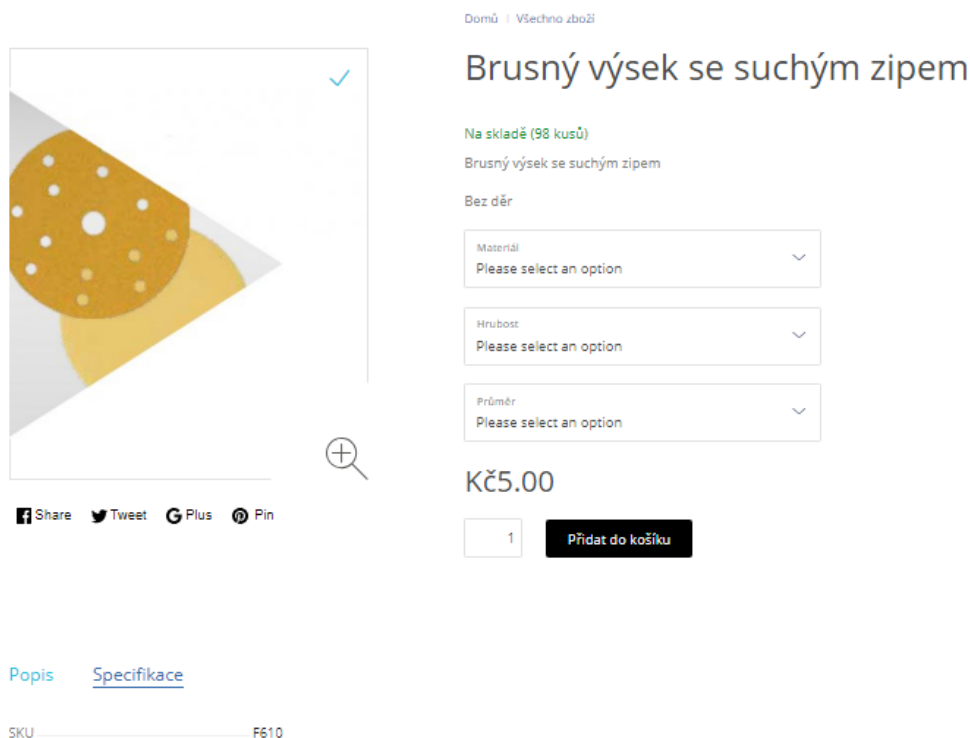 Domů | Všechno zboží
Brusný výsek se suchým zipem
Na skladě (98 kusů)
Brusný výsek se suchým zipem
Bez děr
Materiál
Please select an option
Hrubost
Please select an option
Průměr
Please select an option
Kč5.00
1 Přidat do košíku
Share Tweet Plus Pin
Popis Specifikace
SKU F610